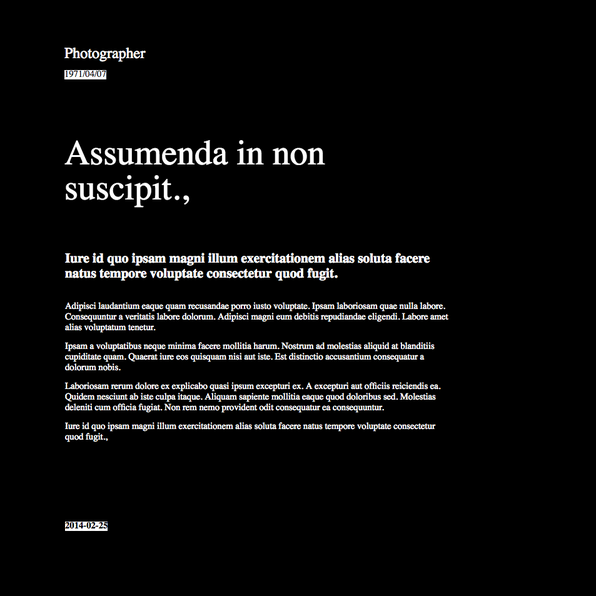 Photographer
1971/04/07
Assumenda in non
suscipit.,
Iure id quo ipsam magni illum exercitationem alias soluta facere
natus tempore voluptate consectetur quod fugit.
Adipisci laudantium eaque quam recusandae porro iusto voluptate. Ipsam laboriosam quae nulla labore.
Consequuntur a veritatis labore dolorum. Adipisci magni eum debitis repudiandae eligendi. Labore amet
alias voluptatum tenetur.
Ipsam a voluptatibus neque minima facere mollitia harum. Nostrum ad molestias aliquid at blanditiis
cupiditate quam. Quaerat iure eos quisquam nisi aut iste. Est distinctio accusantium consequatur a
dolorum nobis.
Laboriosam rerum dolore ex explicabo quasi ipsum excepturi ex. A excepturi aut officiis reiciendis ea.
Quidem nesciunt ab iste culpa itaque. Aliquam sapiente mollitia eaque quod doloribus sed. Molestias
deleniti cum officia fugiat. Non rem nemo provident odit consequatur ea consequuntur.
Iure id quo ipsam magni illum exercitationem alias soluta facere natus tempore voluptate consectetur
quod fugit.,
2014-02-25